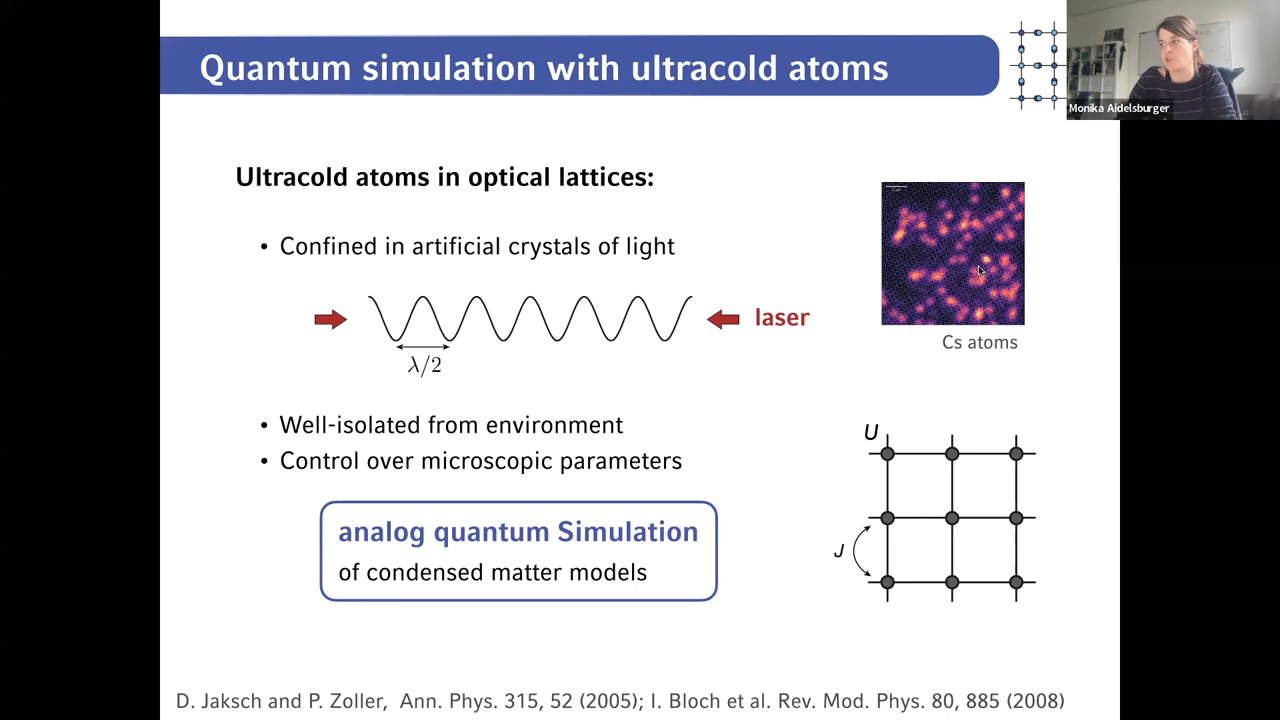 Quantum simulation with ultracold atoms
Monika Aidelsburger
Ultracold atoms in optical lattices:
• Confined in artificial crystals of light
laser
λ/2
Cs atoms
• Well-isolated from environment
• Control over microscopic parameters
U
J
analog quantum Simulation
of condensed matter models
D. Jaksch and P. Zoller, Ann. Phys. 315, 52 (2005); I. Bloch et al. Rev. Mod. Phys. 80, 885 (2008)